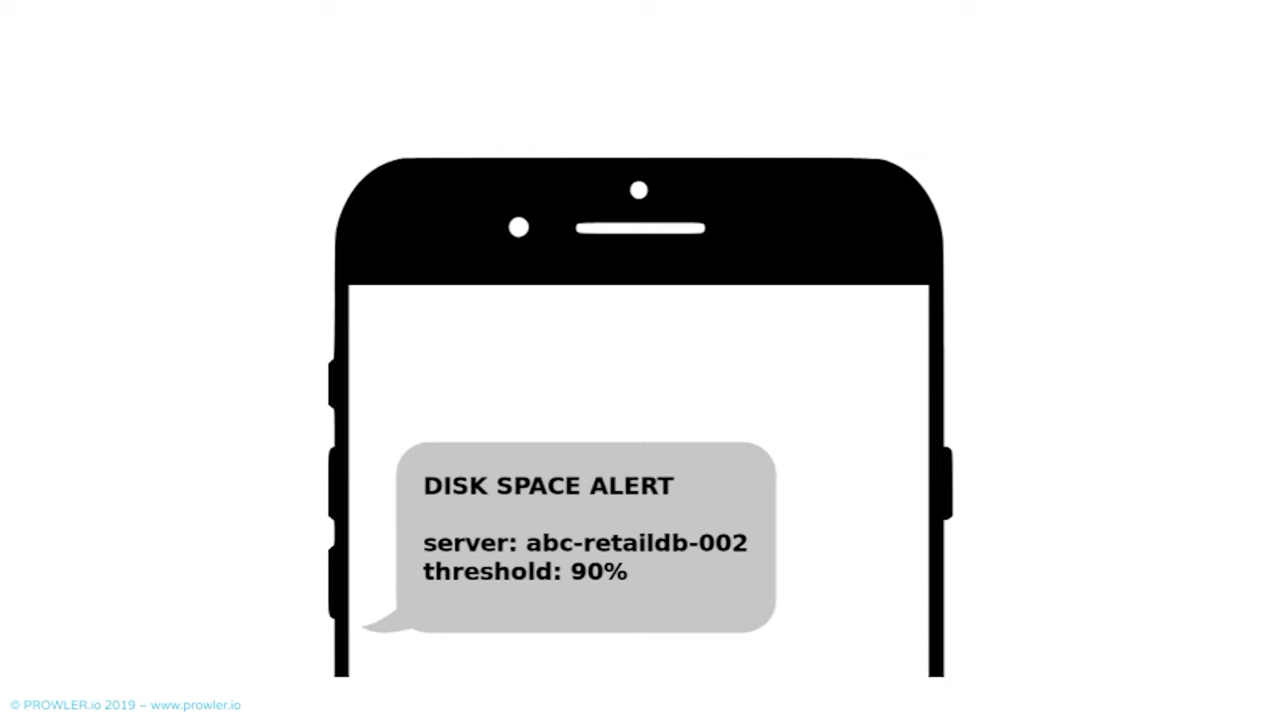 DISK SPACE ALERT
server: abc-retaildb-002
threshold: 90%
© PROWLER.io 2019 – www.prowler.io